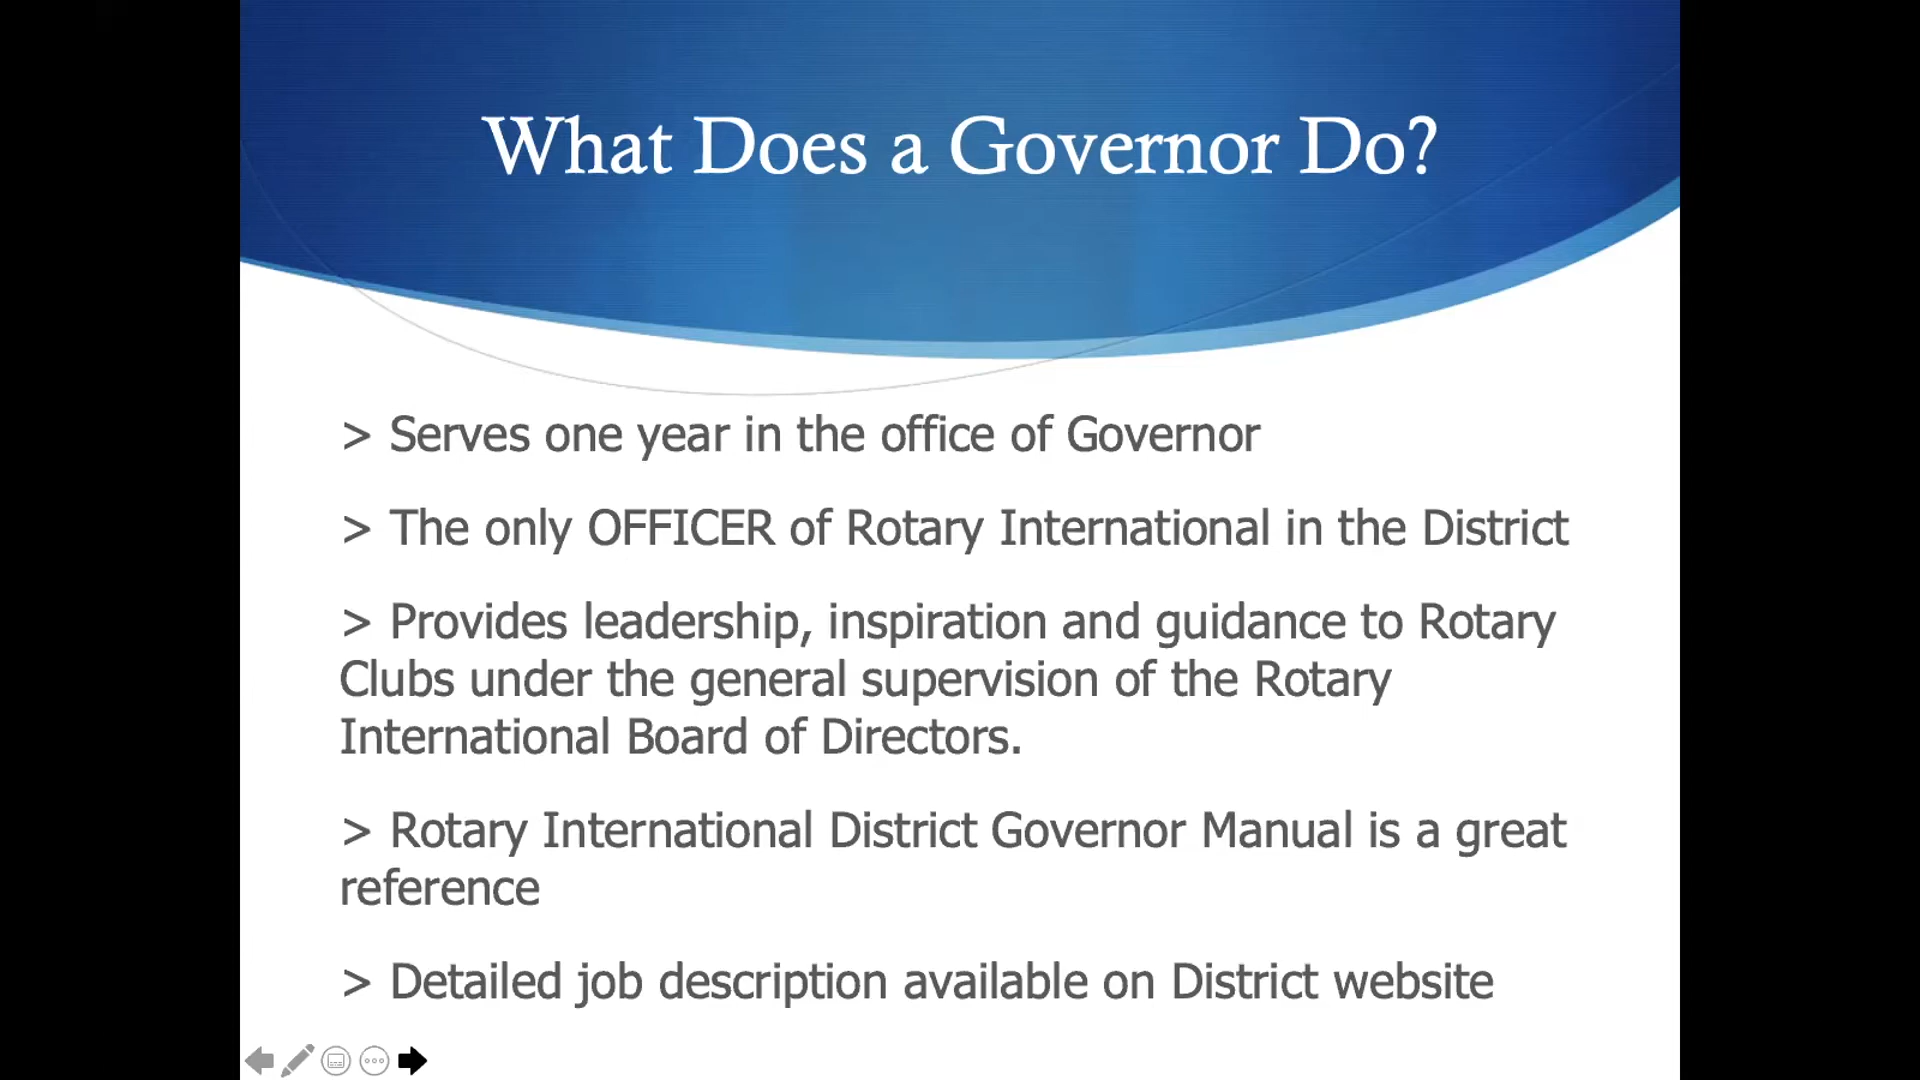 What Does a Governor Do?
> Serves one year in the office of Governor
> The only OFFICER of Rotary International in the District
> Provides leadership, inspiration and guidance to Rotary
Clubs under the general supervision of the Rotary
International Board of Directors.
> Rotary International District Governor Manual is a great
reference
> Detailed job description available on District website